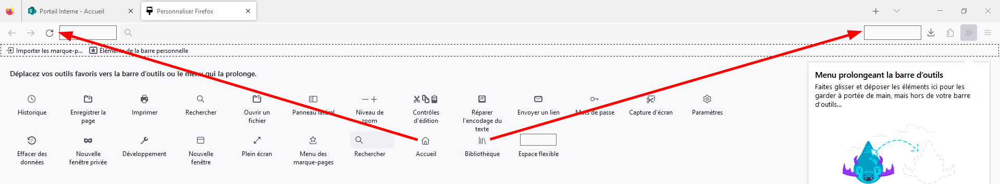 Portail Interne - Accueil
Personnaliser Firefox
Importer les marque-p...
Éléments de la barre personnelle
Déplacez vos outils favoris vers la barre d’outils ou le menu qui la prolonge.
Historique
Enregistrer la
page
Imprimer
Rechercher
Ouvrir un
fichier
Panneau latéral
Niveau de
zoom
Contrôles
d’édition
Réparer
l’encodage du
texte
Envoyer un lien
Mots de passe
Capture d’écran
Paramètres
Effacer des
données
Nouvelle
fenêtre privée
Développement
Nouvelle
fenêtre
Plein écran
Menu des
marque-pages
Rechercher
Accueil
Bibliothèque
Espace flexible
Menu prolongeant la barre d’outils
Faites glisser et déposer les éléments ici pour les
garder à portée de main, mais hors de votre barre
d’outils...